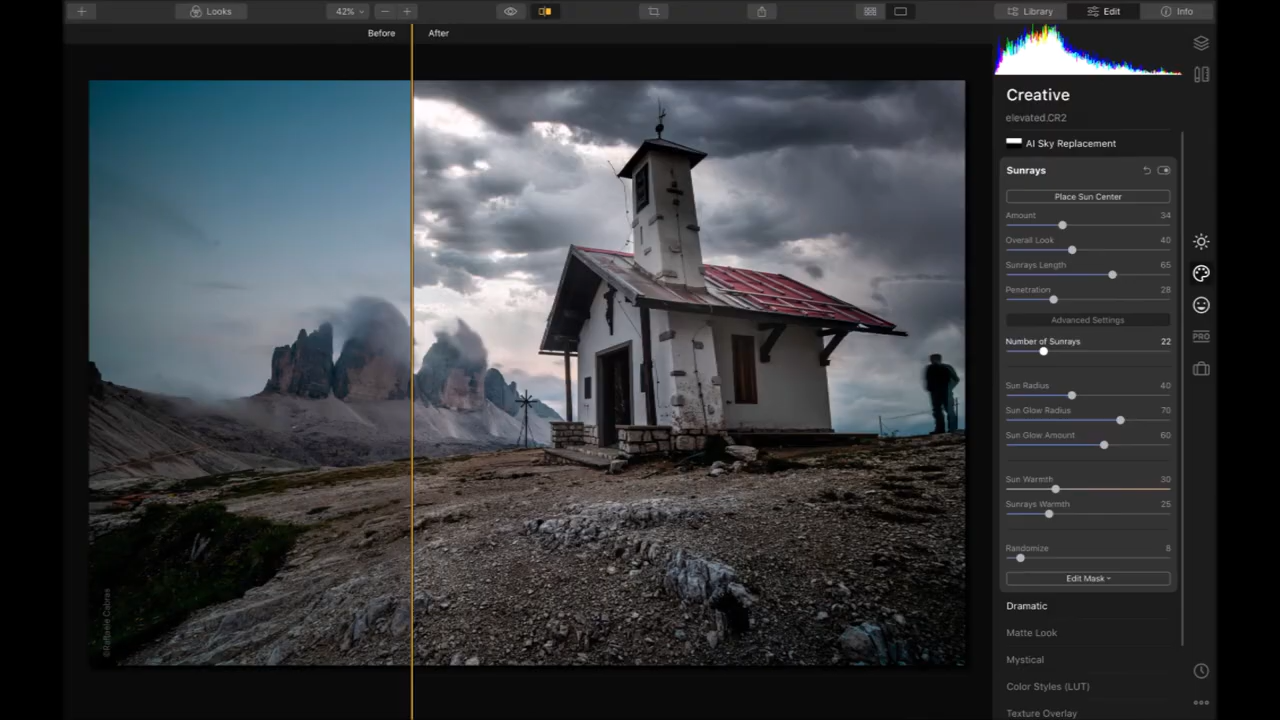 Looks
42%
Library
Edit
Info
Before
After
Creative
elevated.CR2
AI Sky Replacement
Sunrays
Place Sun Center
Amount 34
Overall Look 40
Sunrays Length 65
Penetration 28
Advanced Settings
Number of Sunrays 22
Sun Radius 40
Sun Glow Radius 70
Sun Glow Amount 60
Sun Warmth 30
Sunrays Warmth 25
Randomize 8
Edit Mask
Dramatic
Matte Look
Mystical
Color Styles (LUT)
Texture Overlay
PRO
©Raffaele Cabras